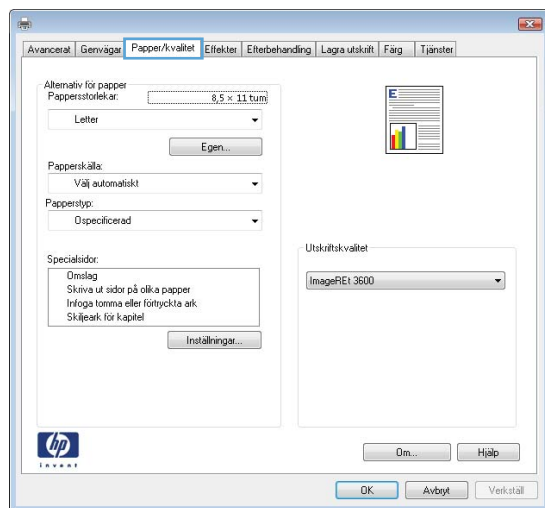 Avancerat Genvägar Papper/kvalitet Effekter Efterbehandling Lagra utskrift Färg Tjänster
Alternativ för papper
Pappersstorlekar: 8,5 × 11 tum
Letter
Egen...
Papperskälla:
Välj automatiskt
Papperstyp:
Ospecificerad
Specialsidor:
Omslag
Skriva ut sidor på olika papper
Infoga tomma eller förtryckta ark
Skiljeark för kapitel
Inställningar...
E
Utskriftskvalitet
ImageREt 3600
hp
invent
Om... Hjälp
OK Avbryt Verkställ